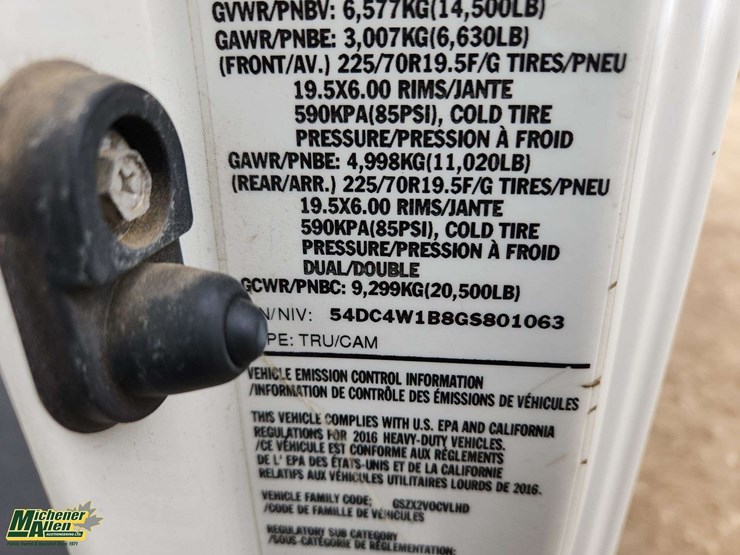 GVWR/PNBV: 6,577KG(14,500LB)
GAWR/PNBE: 3,007KG(6,630LB)
(FRONT/AV.) 225/70R19.5F/G TIRES/PNEU
19.5X6.00 RIMS/JANTE
590KPA(85PSI), COLD TIRE
PRESSURE/PRESSION À FROID
GAWR/PNBE: 4,998KG(11,020LB)
(REAR/ARR.) 225/70R19.5F/G TIRES/PNEU
19.5X6.00 RIMS/JANTE
590KPA(85PSI), COLD TIRE
PRESSURE/PRESSION À FROID
DUAL/DOUBLE
GCWR/PNBC: 9,299KG(20,500LB)
N/NIV: 54DC4W1B8GS801063
PE: TRU/CAM
VEHICLE EMISSION CONTROL INFORMATION
/INFORMATION DE CONTRÔLE DES ÉMISSIONS DE VÉHICULES
THIS VEHICLE COMPLIES WITH U.S. EPA AND CALIFORNIA
REGULATIONS FOR 2016 HEAVY-DUTY VEHICLES.
/CE VÉHICULE EST CONFORME AUX RÉGLEMENTS
DE L' EPA DES ÉTATS-UNIS ET DE LA CALIFORNIE
RELATIFS AUX VÉHICULES UTILITAIRES LOURDS DE 2016.
VEHICLE FAMILY CODE: GSZX2VOCVLHD
/CODE DE FAMILLE DE VÉHICULES
REGULATORY SUB CATEGORY
/SOUS-CATÉGORIE DE RÉGLEMENTATION:
Michener
Allen
AUCTIONEERING LTD.